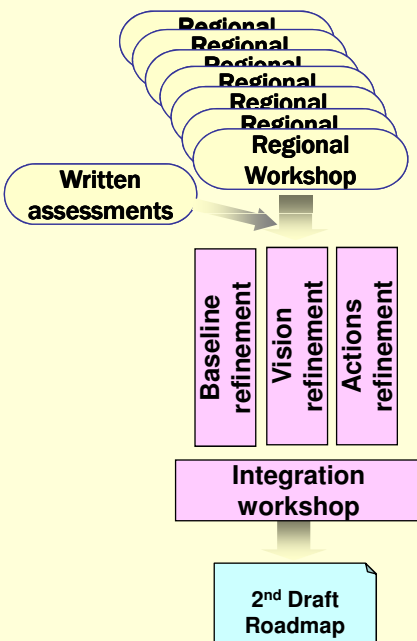 Regional
Regional
Regional
Regional
Regional
Regional
Regional
Workshop
Written
assessments
Baseline
refinement
Vision
refinement
Actions
refinement
Integration
workshop
2nd Draft
Roadmap